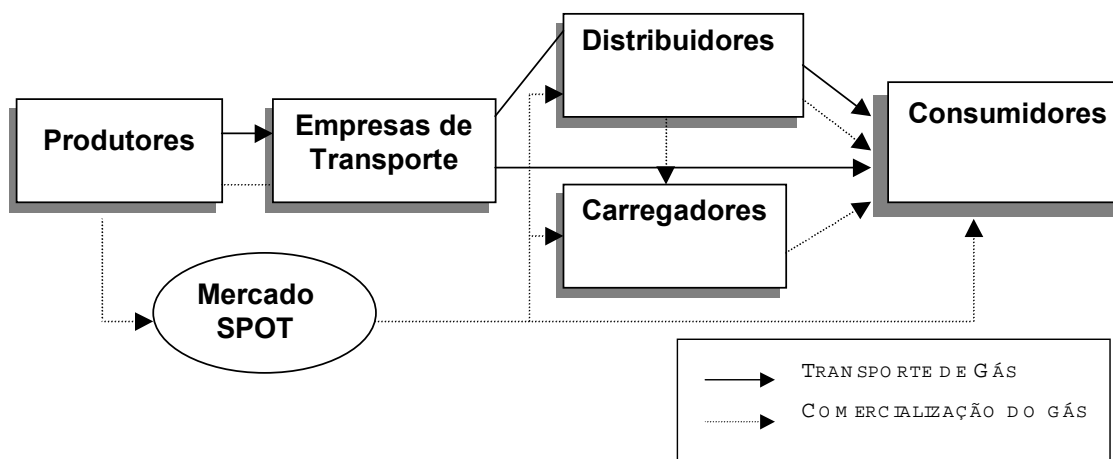 Distribuidores
Produtores
Empresas de
Transporte
Consumidores
Carregadores
Mercado
SPOT
TRANSPORTE DE GÁS
COMERCIALIZAÇÃO DO GÁS